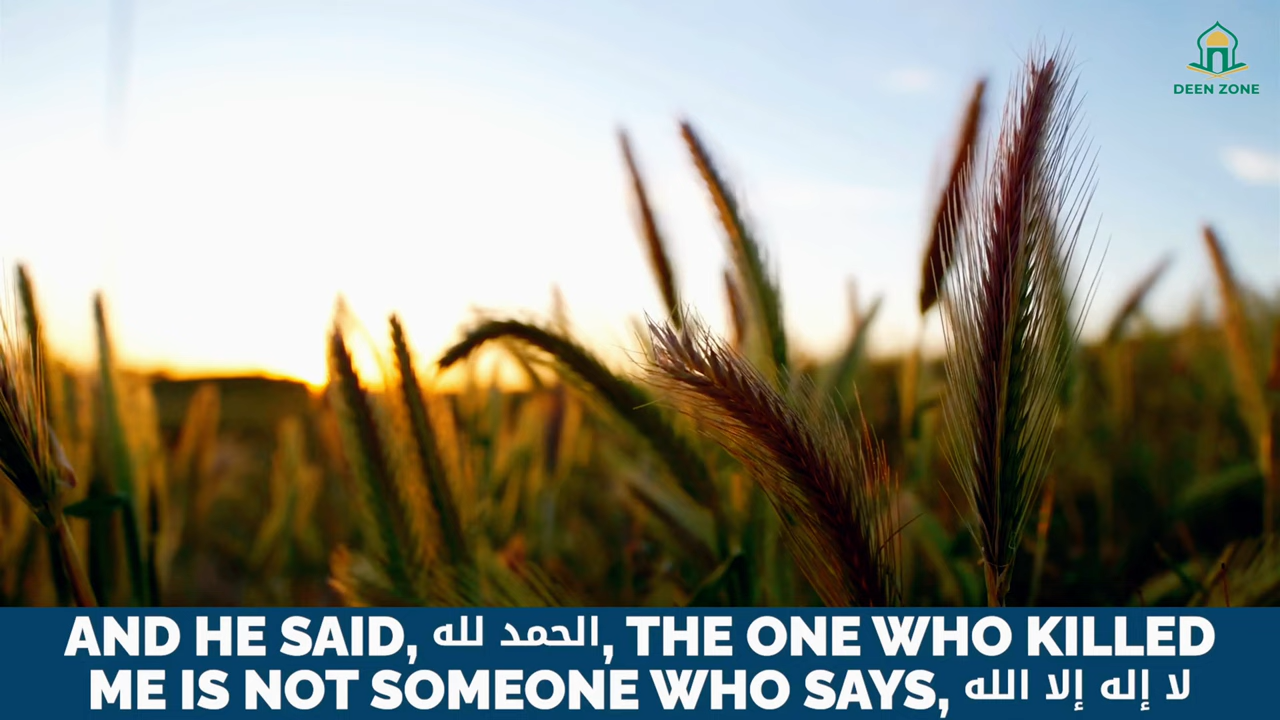 DEEN ZONE
AND HE SAID, الحمد لله, THE ONE WHO KILLED
ME IS NOT SOMEONE WHO SAYS, لا إله إلا الله